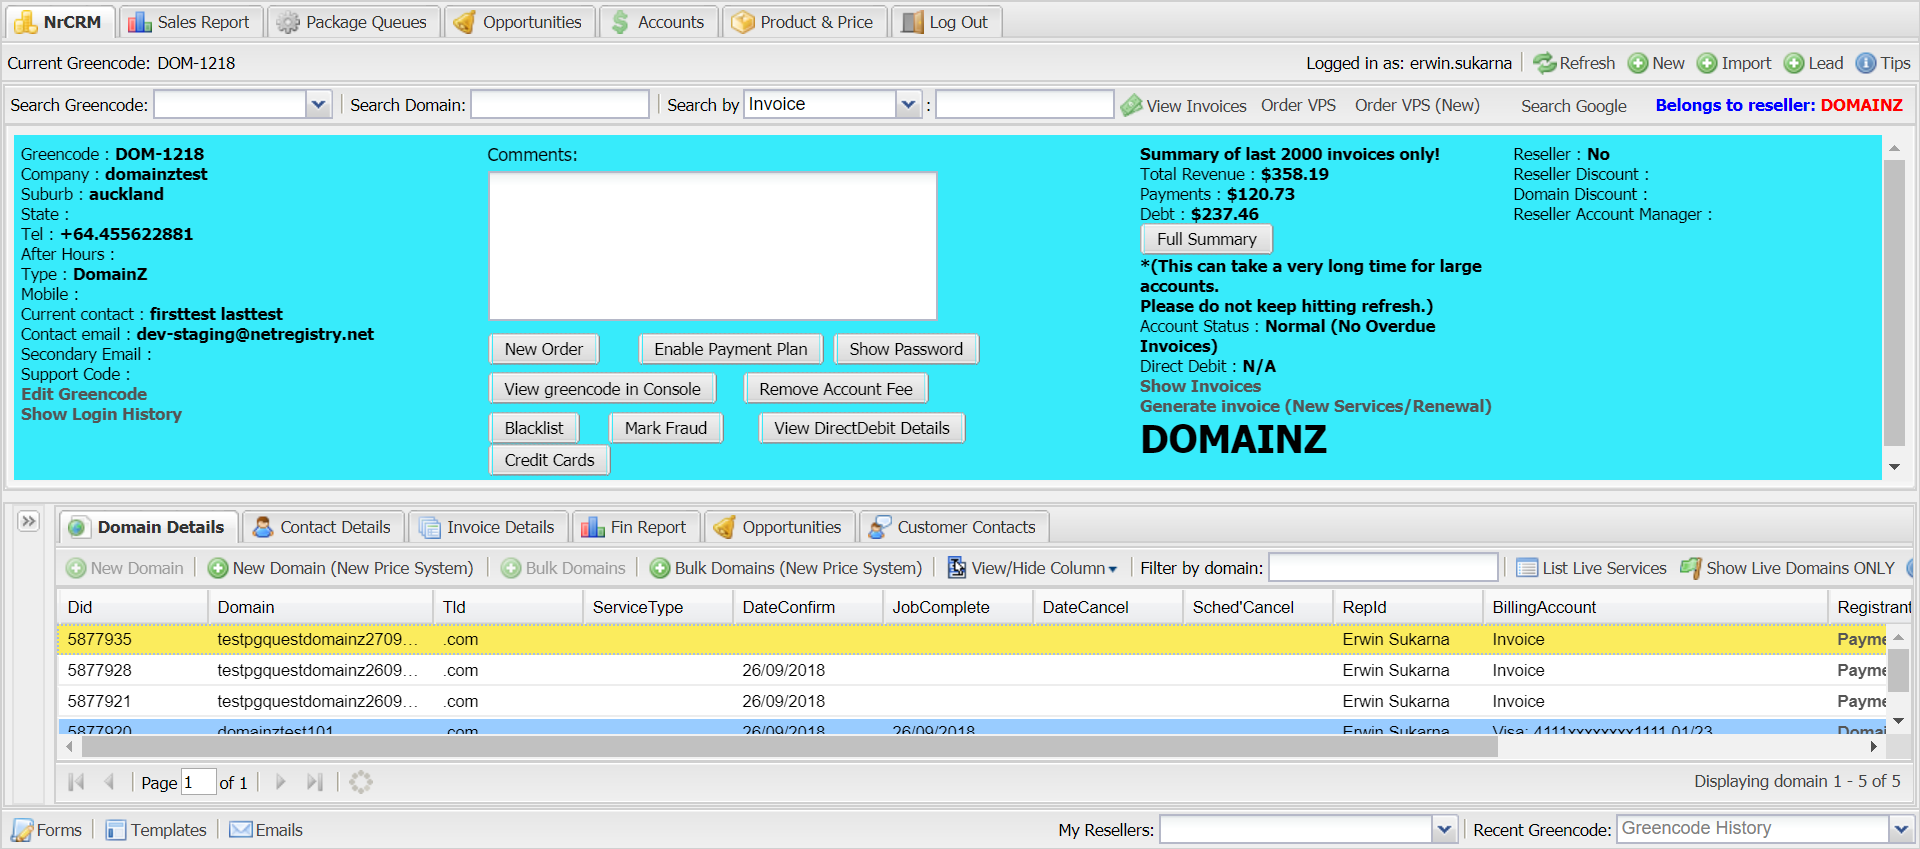 NrCRM Sales Report Package Queues Opportunities Accounts Product & Price Log Out
Current Greencode: DOM-1218 Logged in as: erwin.sukarna Refresh New Import Lead Tips
Search Greencode: Search Domain: Search by Invoice : View Invoices Order VPS Order VPS (New) Search Google Belongs to reseller: DOMAINZ
Greencode : DOM-1218
Company : domainztest
Suburb : auckland
State :
Tel : +64.455622881
After Hours :
Type : DomainZ
Mobile :
Current contact : firsttest lasttest
Contact email : dev-staging@netregistry.net
Secondary Email :
Support Code :
Edit Greencode
Show Login History
Comments:
New Order Enable Payment Plan Show Password
View greencode in Console Remove Account Fee
Blacklist Mark Fraud View DirectDebit Details
Credit Cards
Summary of last 2000 invoices only!
Total Revenue : $358.19
Payments : $120.73
Debt : $237.46
Full Summary
*(This can take a very long time for large
accounts.
Please do not keep hitting refresh.)
Account Status : Normal (No Overdue
Invoices)
Direct Debit : N/A
Show Invoices
Generate invoice (New Services/Renewal)
DOMAINZ
Reseller : No
Reseller Discount :
Domain Discount :
Reseller Account Manager :
Domain Details Contact Details Invoice Details Fin Report Opportunities Customer Contacts
New Domain New Domain (New Price System) Bulk Domains Bulk Domains (New Price System) View/Hide Column Filter by domain: List Live Services Show Live Domains ONLY
Did Domain Tld ServiceType DateConfirm JobComplete DateCancel Sched'Cancel RepId BillingAccount Registrant
5877935 testpgquestdomainz2709... .com Erwin Sukarna Invoice Payme
5877928 testpgquestdomainz2609... .com 26/09/2018 Erwin Sukarna Invoice Payme
5877921 testpgquestdomainz2609... .com 26/09/2018 Erwin Sukarna Invoice Payme
5877920 domainztest101 .com 26/09/2018 26/09/2018 Erwin Sukarna Visa: 4111xxxxxxxx1111 01/23 Domai
Page 1 of 1 Displaying domain 1 - 5 of 5
Forms Templates Emails My Resellers: Recent Greencode: Greencode History